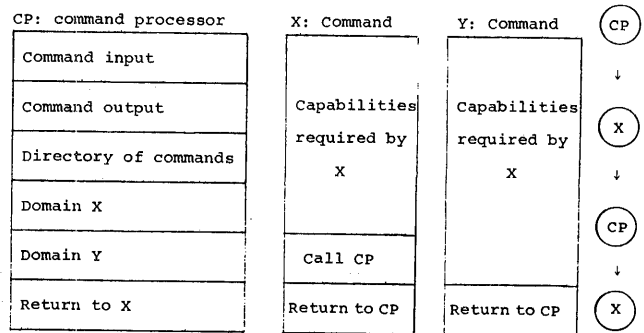 CP: command processor
Command input
Command output
Directory of commands
Domain X
Domain Y
Return to X
X: Command
Capabilities
required by
X
Call CP
Return to CP
Y: Command
Capabilities
required by
X
Return to CP
CP
↓
X
↓
CP
↓
X